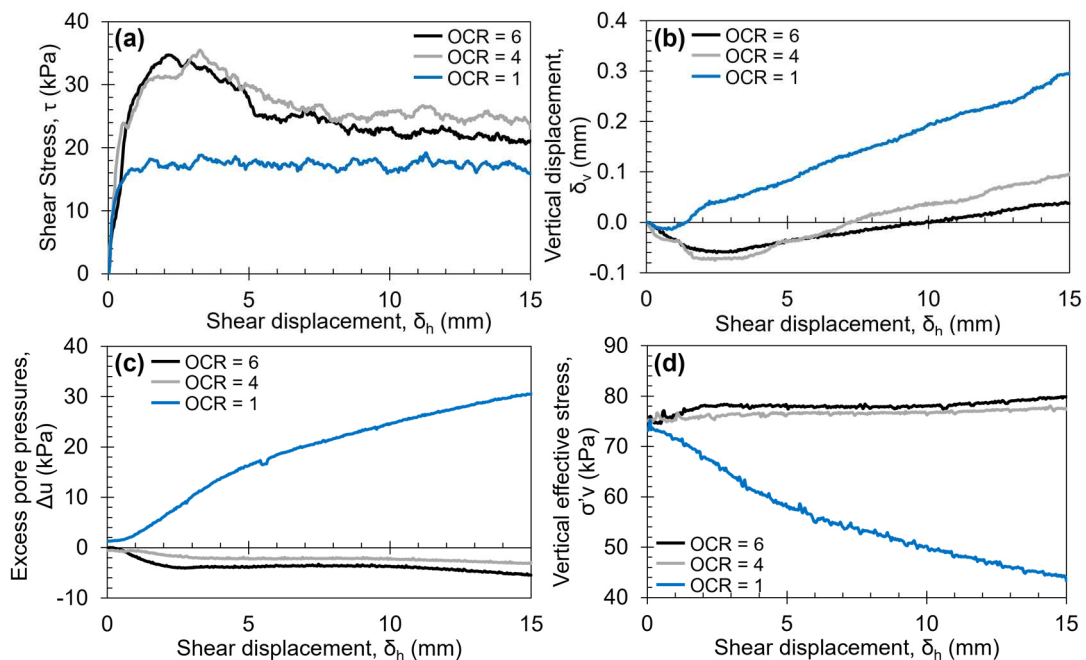 (a)
OCR = 6
OCR = 4
OCR = 1
Shear Stress, τ (kPa)
40
30
20
10
0
0 5 10 15
Shear displacement, δh (mm)
(b)
OCR = 6
OCR = 4
OCR = 1
Vertical displacement,
δv (mm)
0.4
0.3
0.2
0.1
0.0
-0.1
0 5 10 15
Shear displacement, δh (mm)
(c)
OCR = 6
OCR = 4
OCR = 1
Excess pore pressures,
Δu (kPa)
40
30
20
10
0
-10
0 5 10 15
Shear displacement, δh (mm)
(d)
OCR = 6
OCR = 4
OCR = 1
Vertical effective stress,
σ'v (kPa)
90
80
70
60
50
40
0 5 10 15
Shear displacement, δh (mm)